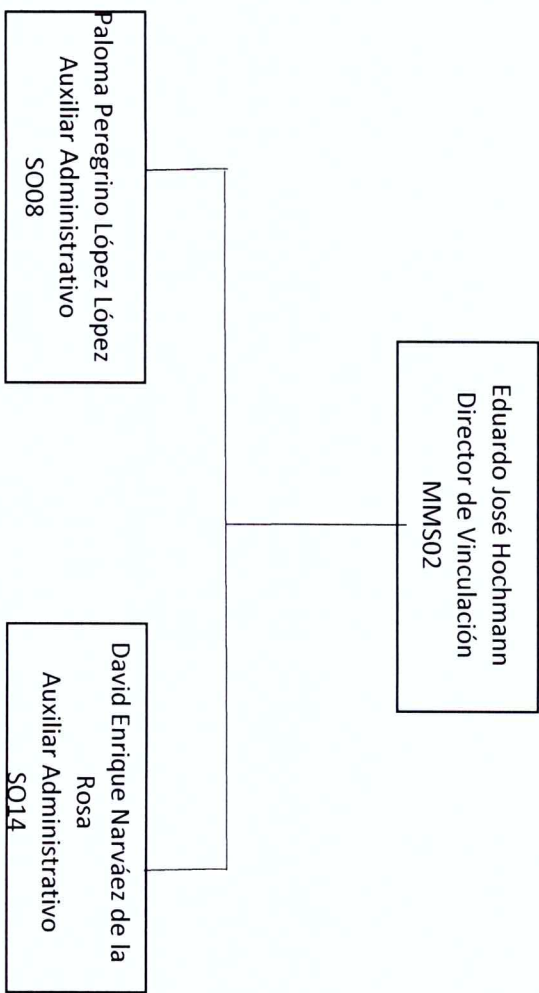 Eduardo José Hochmann
Director de Vinculación
MMS02
Paloma Peregrino López López
Auxiliar Administrativo
SO08
David Enrique Narváez de la
Rosa
Auxiliar Administrativo
SO14